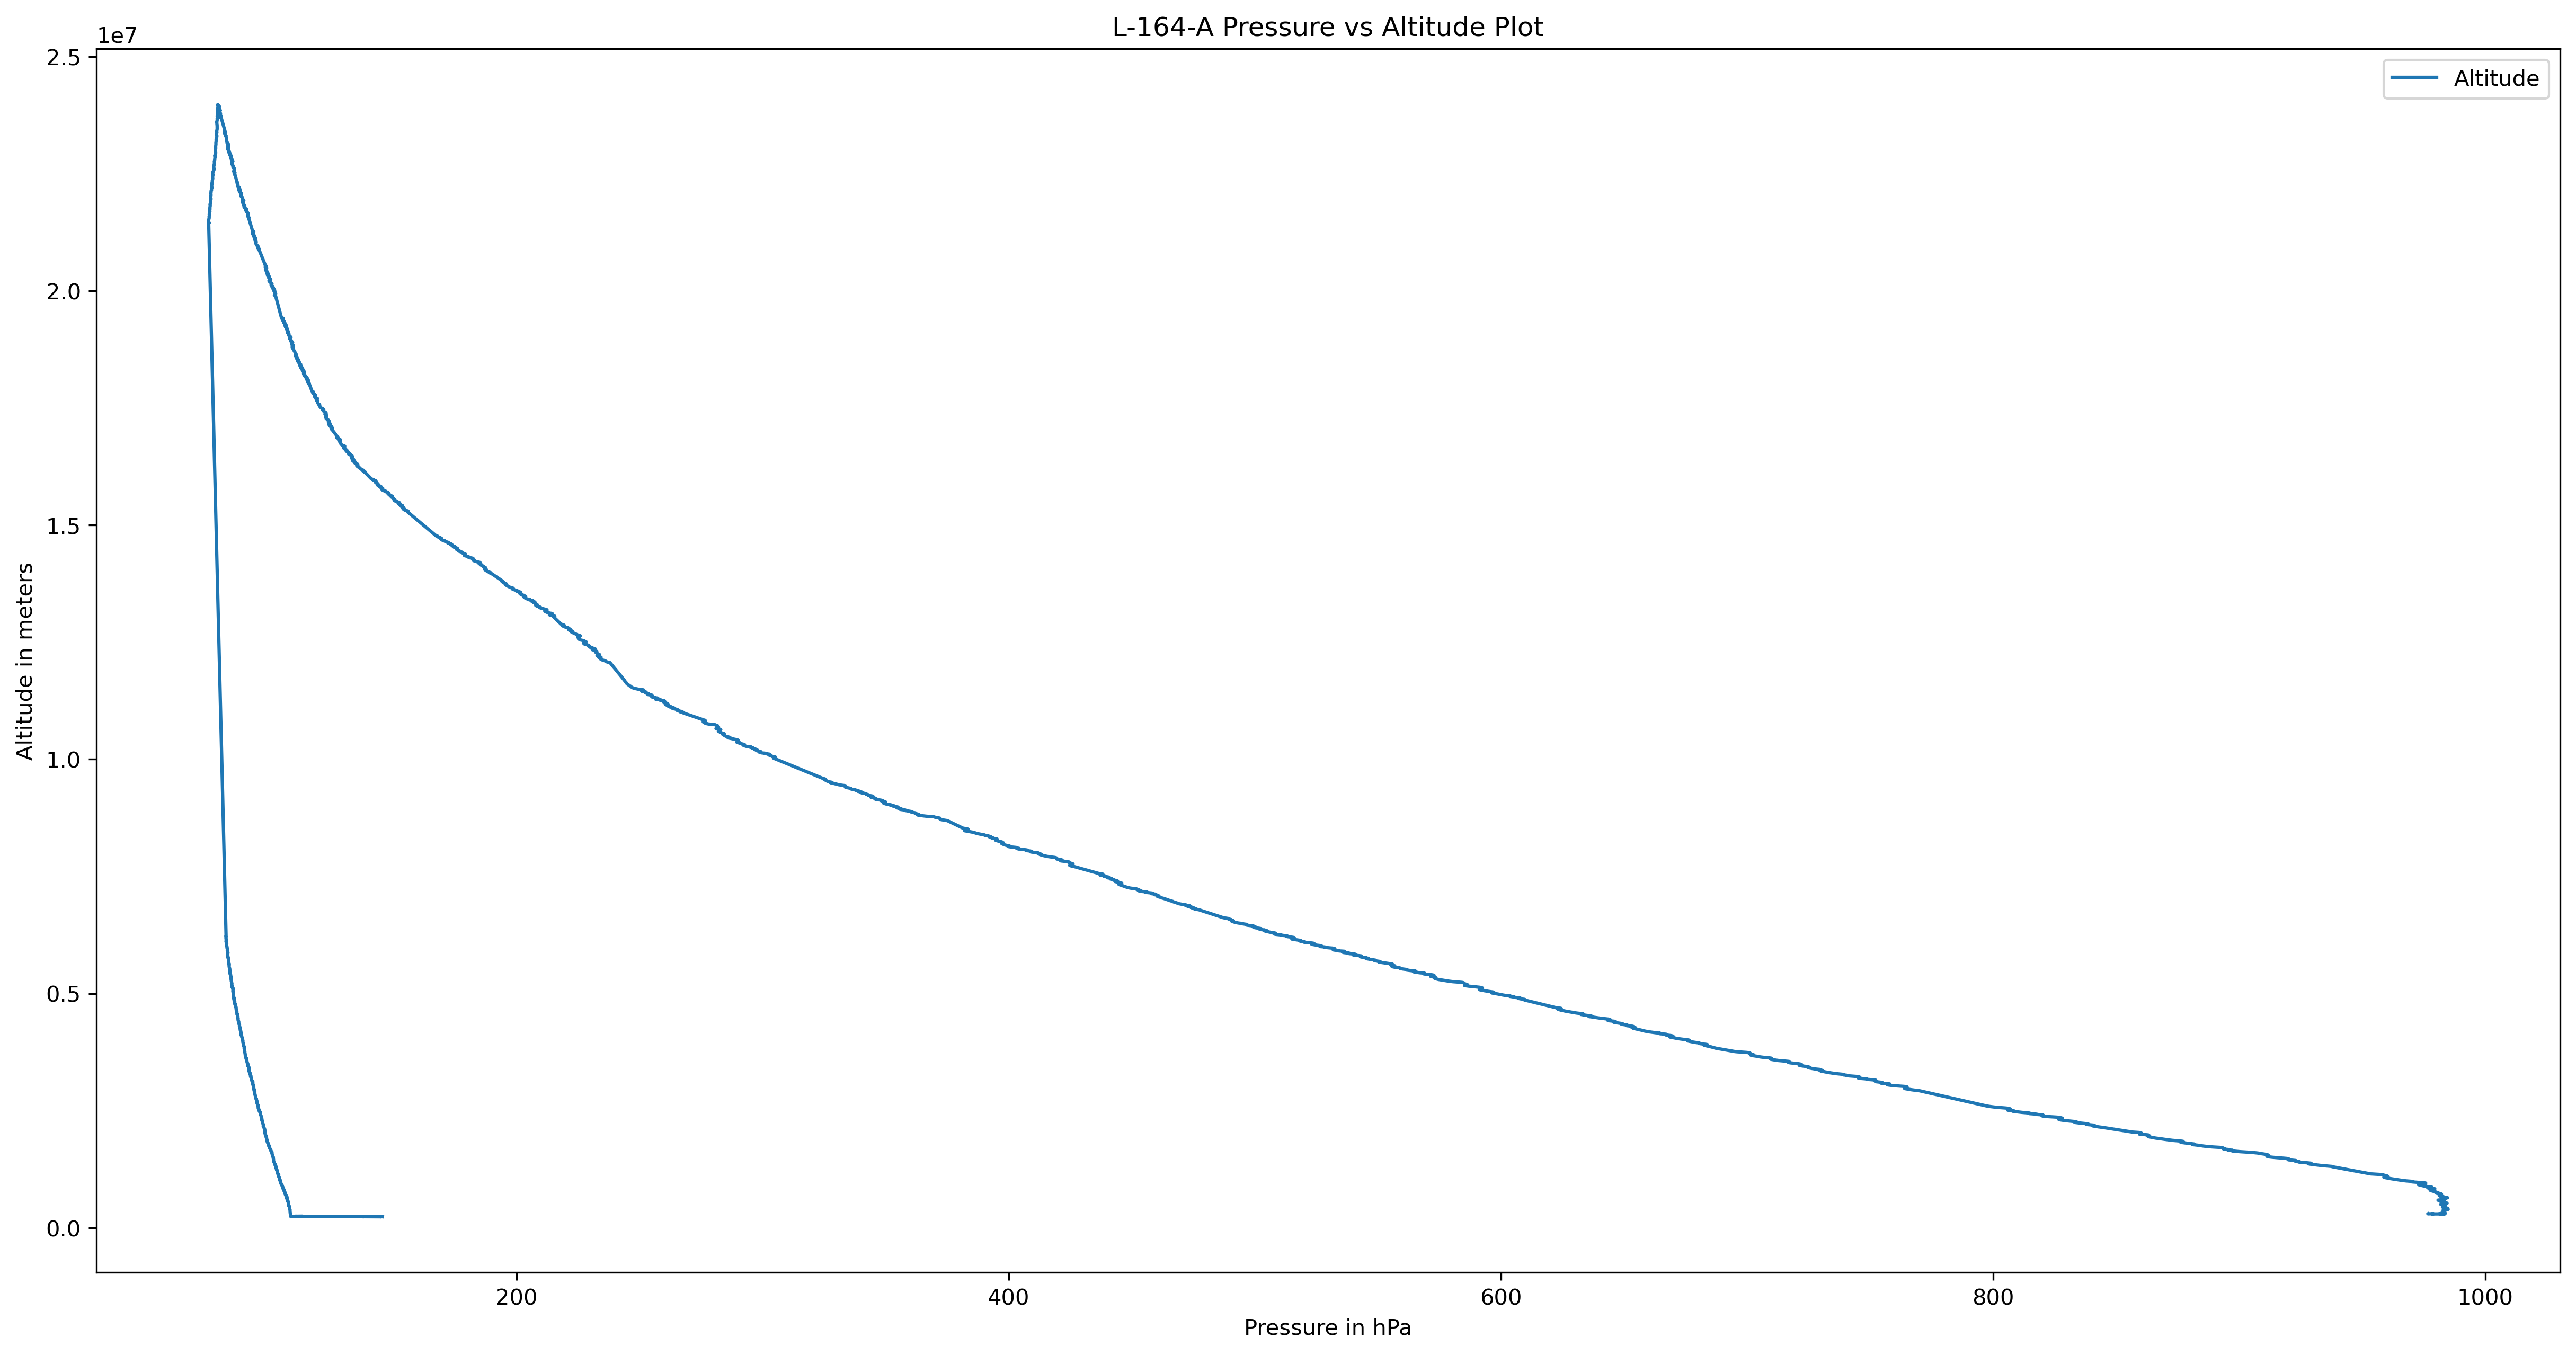 L-164-A Pressure vs Altitude Plot
1e7
Altitude
2.5
2.0
1.5
1.0
0.5
0.0
Altitude in meters
200 400 600 800 1000
Pressure in hPa